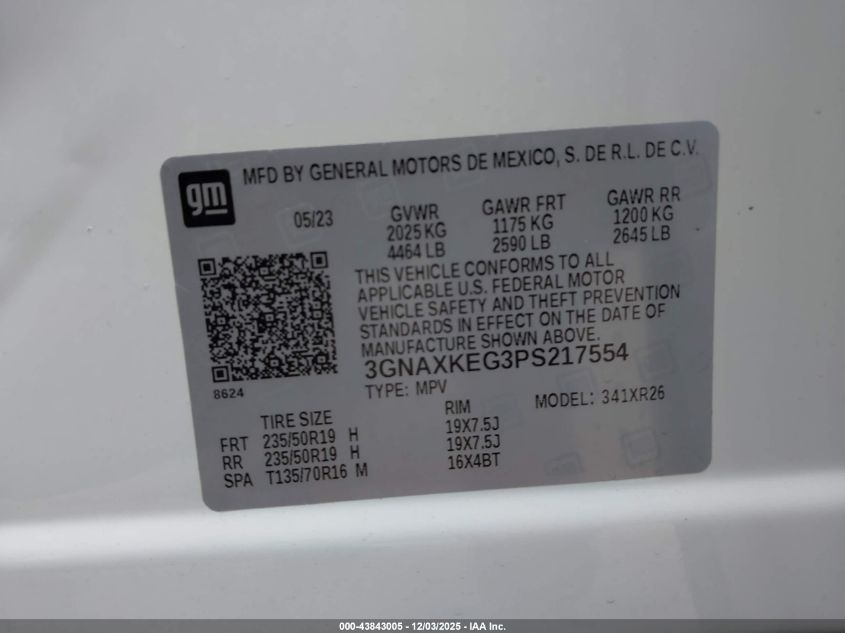 gm
MFD BY GENERAL MOTORS DE MEXICO, S. DE R.L. DE C.V.
05/23 GVWR GAWR FRT GAWR RR
2025 KG 1175 KG 1200 KG
4464 LB 2590 LB 2645 LB
THIS VEHICLE CONFORMS TO ALL
APPLICABLE U.S. FEDERAL MOTOR
VEHICLE SAFETY AND THEFT PREVENTION
STANDARDS IN EFFECT ON THE DATE OF
MANUFACTURE SHOWN ABOVE.
3GNAXKEG3PS217554
8624
TYPE: MPV MODEL: 341XR26
TIRE SIZE RIM
FRT 235/50R19 H 19X7.5J
RR 235/50R19 H 19X7.5J
SPA T135/70R16 M 16X4BT
000-43843005 - 12/03/2025 - IAA Inc.